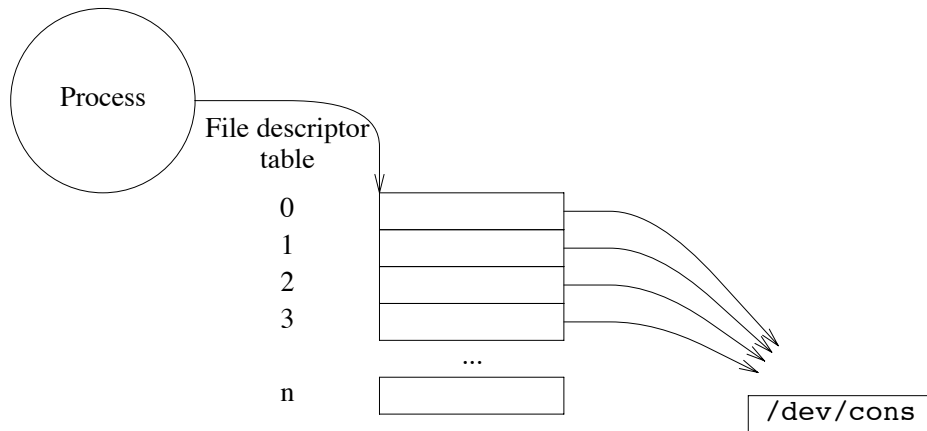 Process
File descriptor
table
0
1
2
3
...
n
/dev/cons